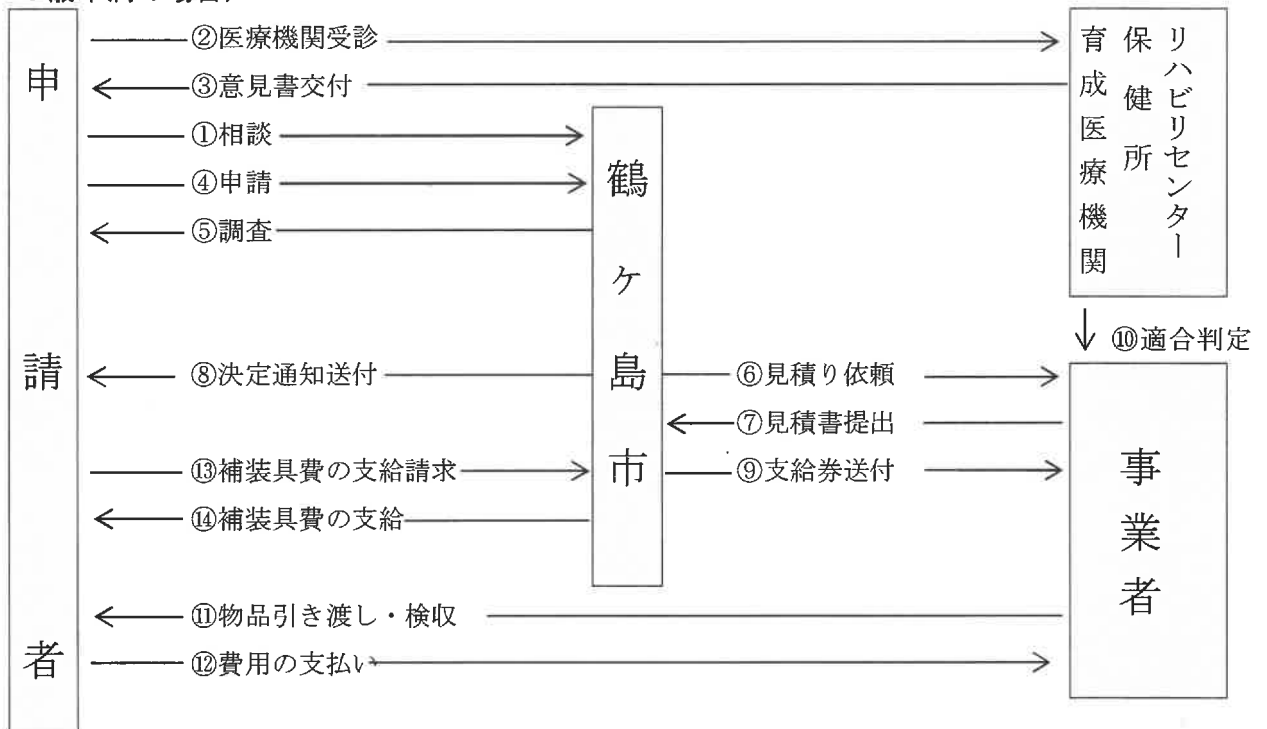 申請者
②医療機関受診
③意見書交付
①相談
④申請
⑤調査
⑧決定通知送付
⑬補装具費の支給請求
⑭補装具費の支給
⑪物品引き渡し・検収
⑫費用の支払い
鶴ヶ島市
⑥見積り依頼
⑦見積書提出
⑨支給券送付
リハビリセンター
保健所
育成医療機関
⑩適合判定
事業者